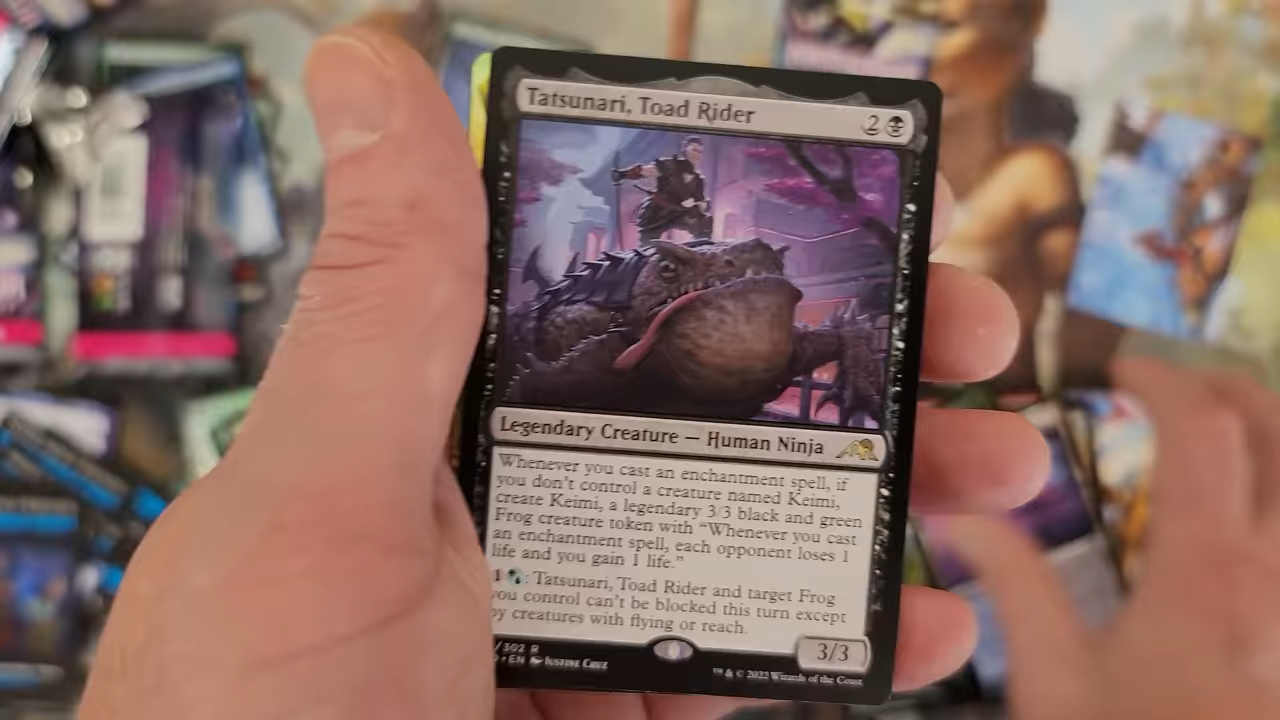 Tatsunari, Toad Rider
2
Legendary Creature — Human Ninja
Whenever you cast an enchantment spell, if
you don't control a creature named Keimi,
create Keimi, a legendary 3/3 black and green
Frog creature token with "Whenever you cast
an enchantment spell, each opponent loses 1
life and you gain 1 life."
1 : Tatsunari, Toad Rider and target Frog
you control can't be blocked this turn except
by creatures with flying or reach.
3/3
/302 R
• EN Justine Cruz
™ & © 2022 Wizards of the Coast